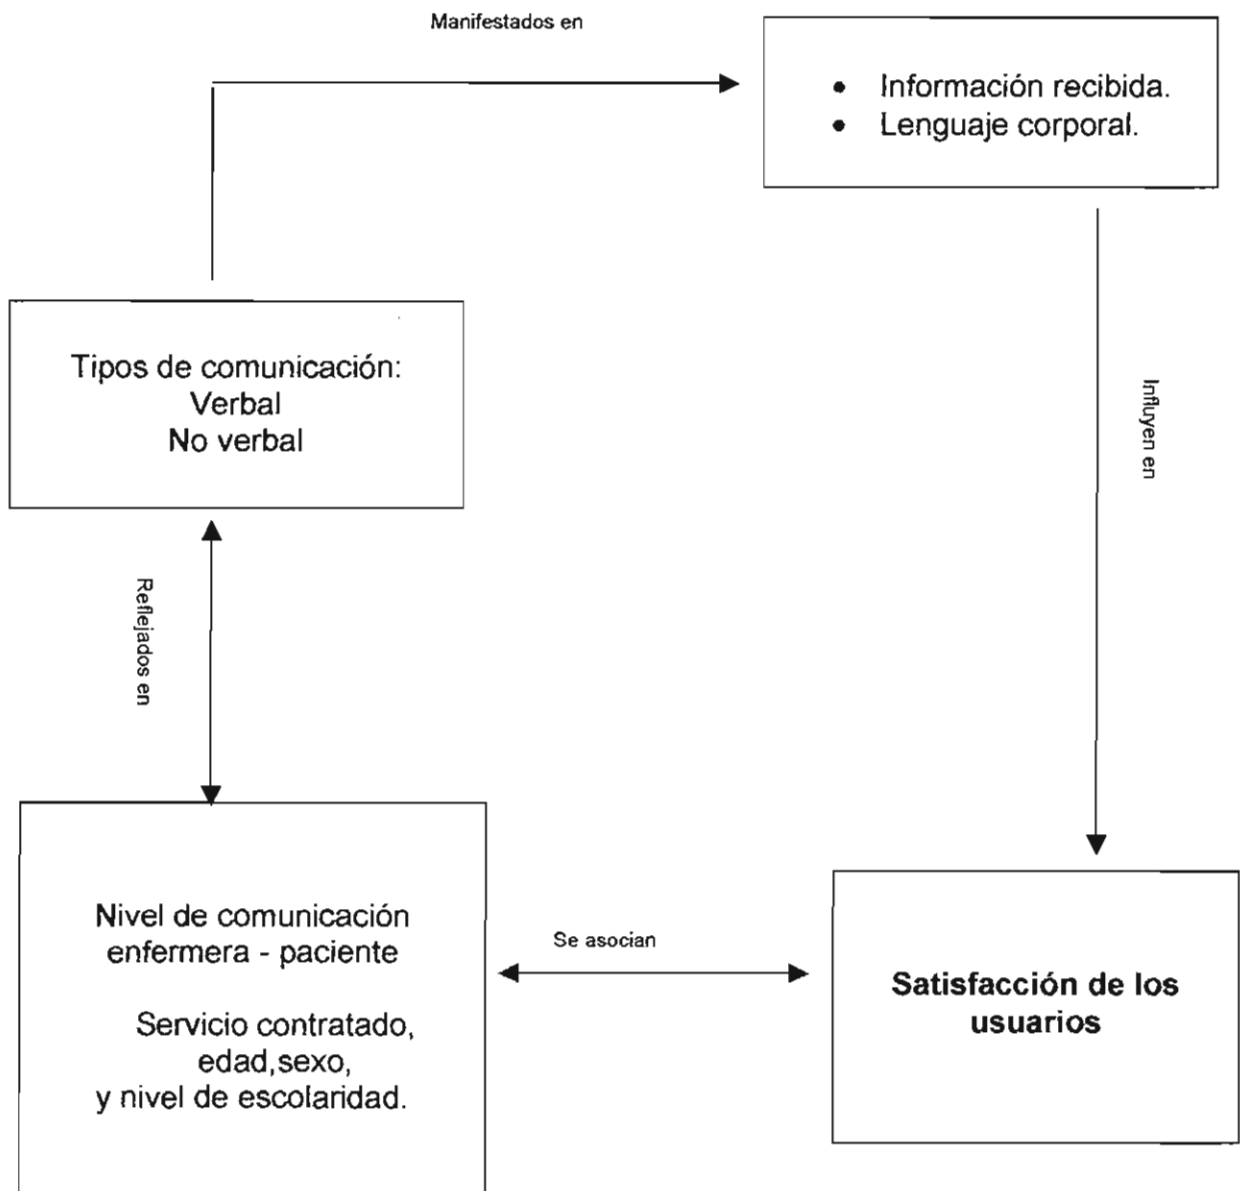 Manifestados en
• Información recibida.
• Lenguaje corporal.
Tipos de comunicación:
Verbal
No verbal
Influyen en
Reflejados en
Nivel de comunicación
enfermera - paciente
Servicio contratado,
edad,sexo,
y nivel de escolaridad.
Se asocian
Satisfacción de los
usuarios